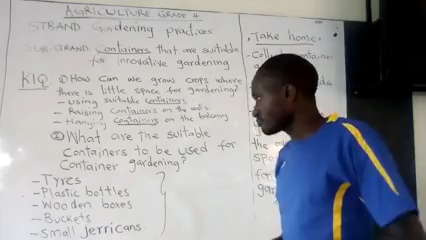 AGRICULTURE GRADE 4
STRAND Gardening practices
SUB-STRAND Containers that are suitable
for innovative gardening
KIQ ① How can we grow crops where
there is little space for gardening?
- Using suitable containers
- Raising containers on the
- Hanging containers on the balcony
② What are the suitable
Containers to be used for
Container gardening?
- Tyres
- Plastic bottles
- Wooden boxes
- Buckets
- Small Jerricans
Take home
the